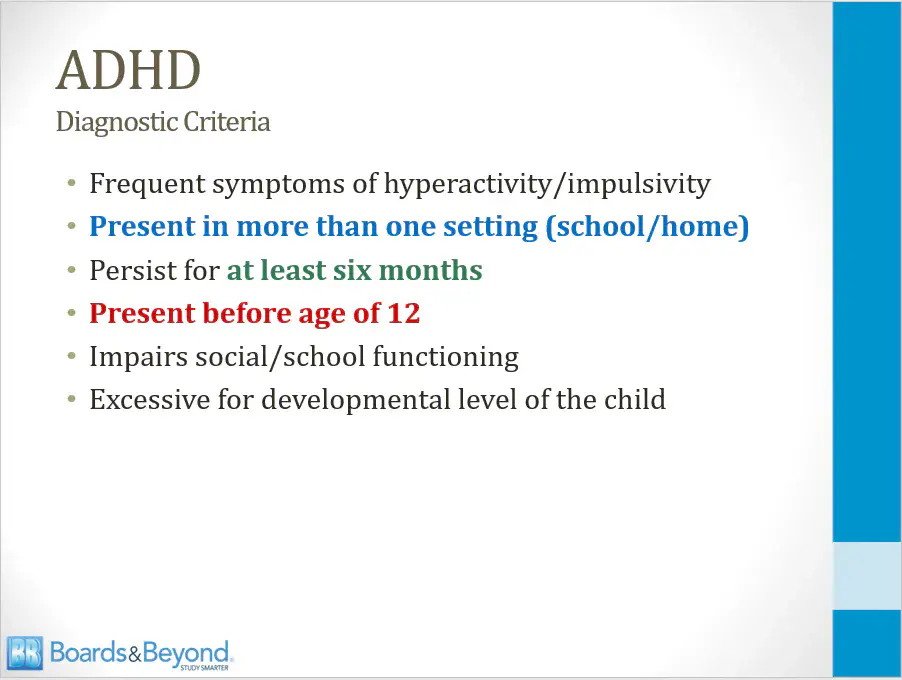 ADHD
Diagnostic Criteria
• Frequent symptoms of hyperactivity/impulsivity
• Present in more than one setting (school/home)
• Persist for at least six months
• Present before age of 12
• Impairs social/school functioning
• Excessive for developmental level of the child
BB Boards&Beyond.
STUDY SMARTER